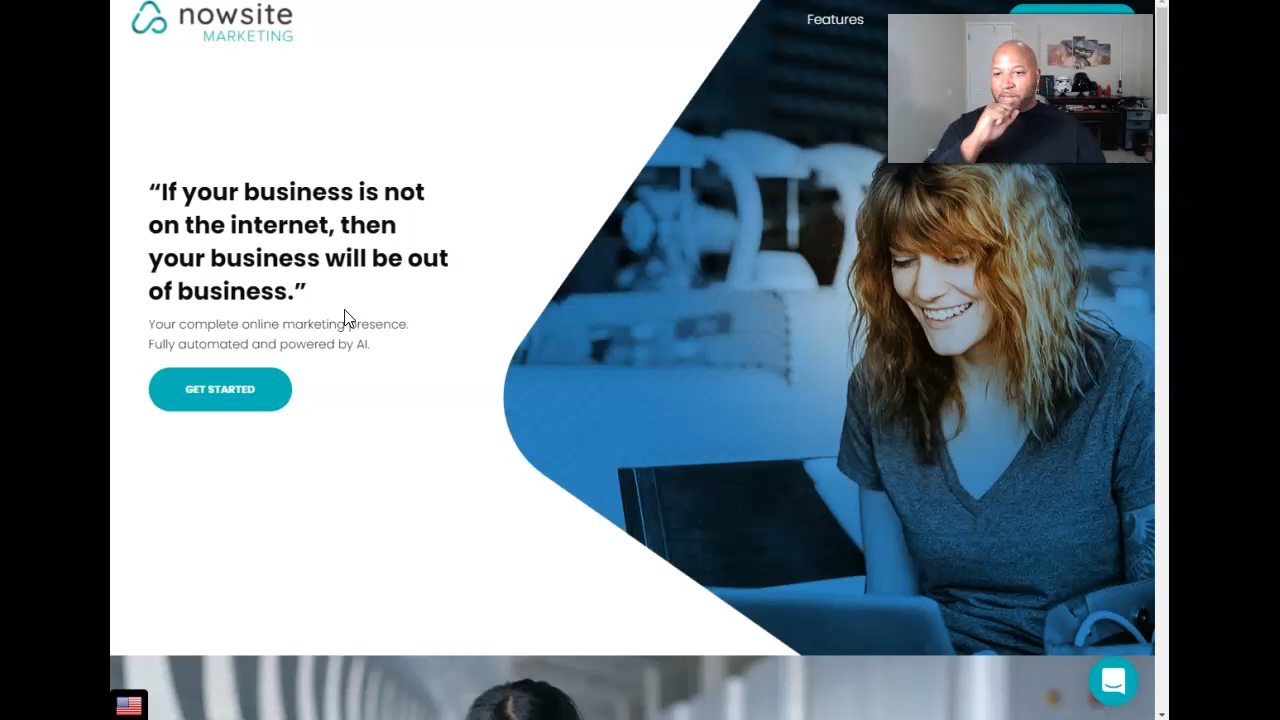 nowsite
MARKETING
Features
“If your business is not
on the internet, then
your business will be out
of business.”
Your complete online marketing presence.
Fully automated and powered by AI.
GET STARTED